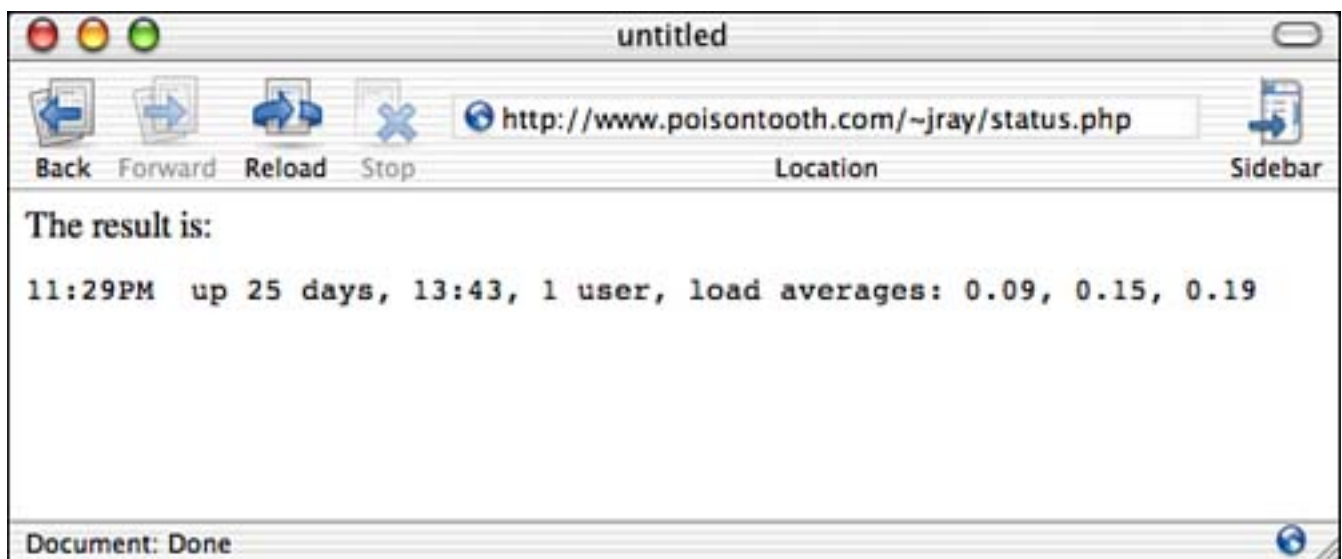 untitled
http://www.poisontooth.com/~jray/status.php
Back Forward Reload Stop Location Sidebar
The result is:
11:29PM  up 25 days, 13:43, 1 user, load averages: 0.09, 0.15, 0.19
Document: Done